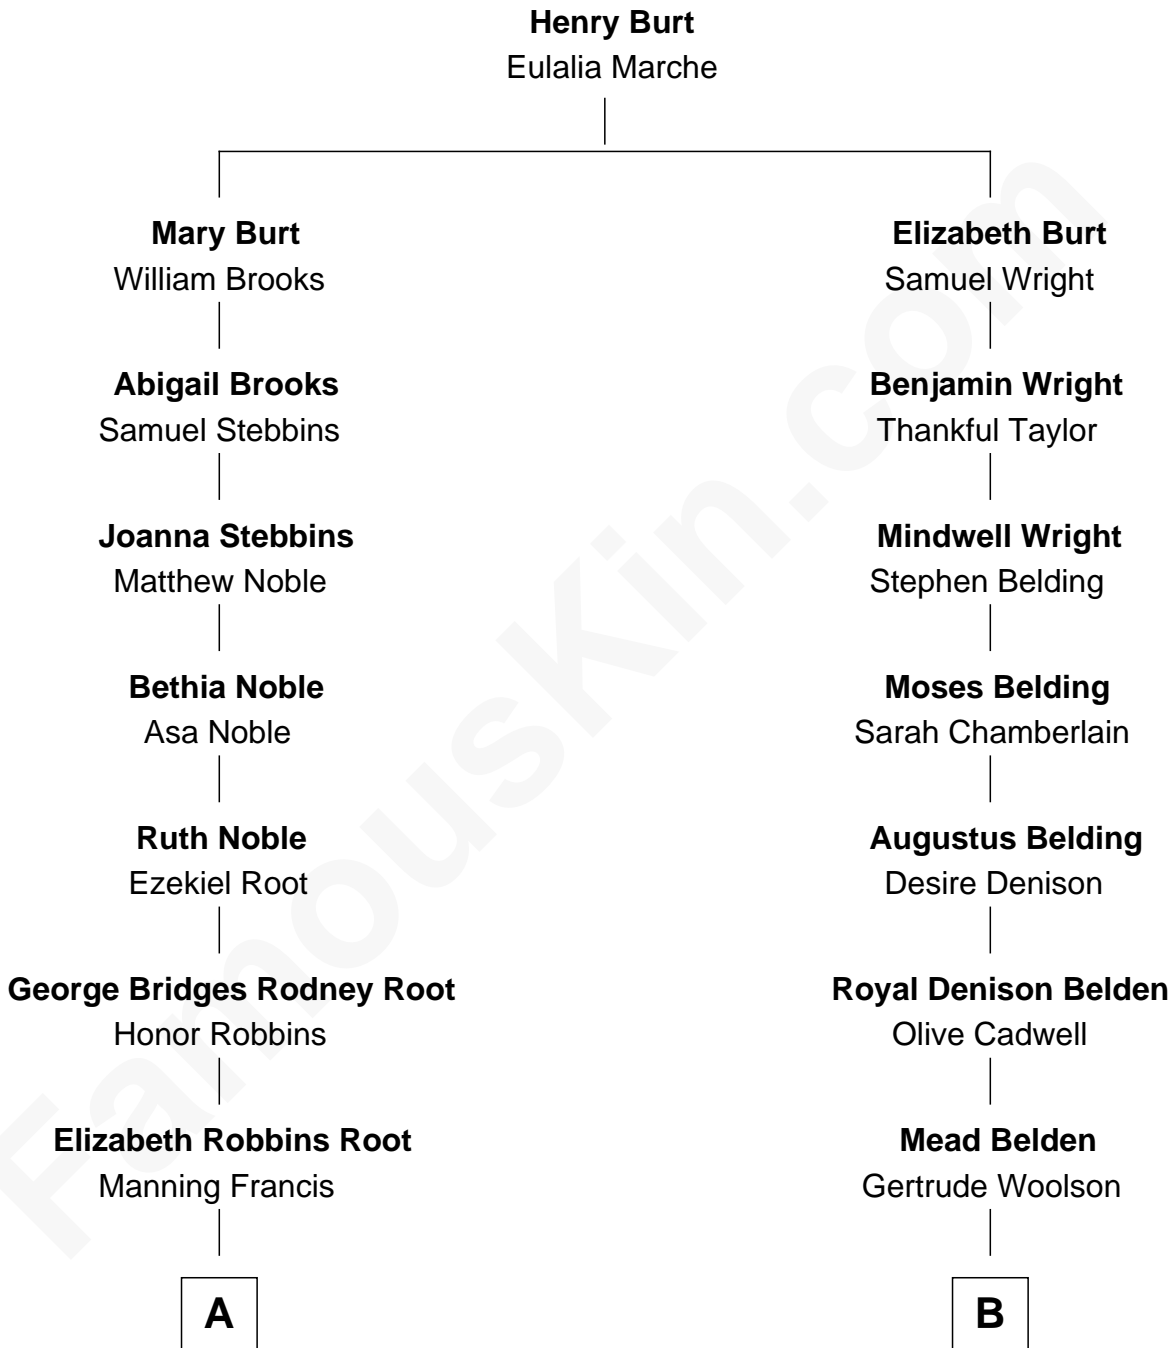 Henry Burt
Eulalia Marche
Mary Burt
William Brooks
Elizabeth Burt
Samuel Wright
Abigail Brooks
Samuel Stebbins
Benjamin Wright
Thankful Taylor
Joanna Stebbins
Matthew Noble
Mindwell Wright
Stephen Belding
Bethia Noble
Asa Noble
Moses Belding
Sarah Chamberlain
Ruth Noble
Ezekiel Root
Augustus Belding
Desire Denison
George Bridges Rodney Root
Honor Robbins
Royal Denison Belden
Olive Cadwell
Elizabeth Robbins Root
Manning Francis
Mead Belden
Gertrude Woolson
A
B
FamousKin.com